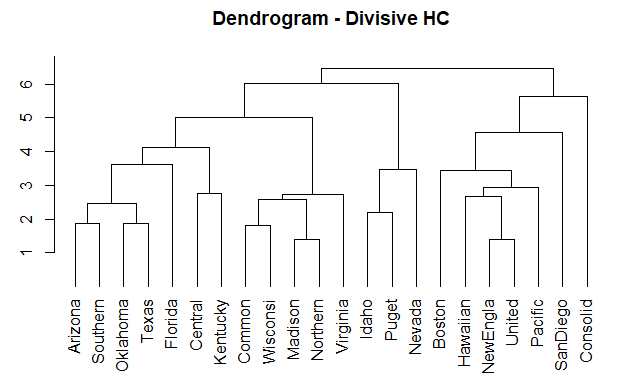 Dendrogram - Divisive HC
6
5
4
3
2
1
Arizona
Southern
Oklahoma
Texas
Florida
Central
Kentucky
Common
Wisconsi
Madison
Northern
Virginia
Idaho
Puget
Nevada
Boston
Hawaiian
NewEngla
United
Pacific
SanDiego
Consolid